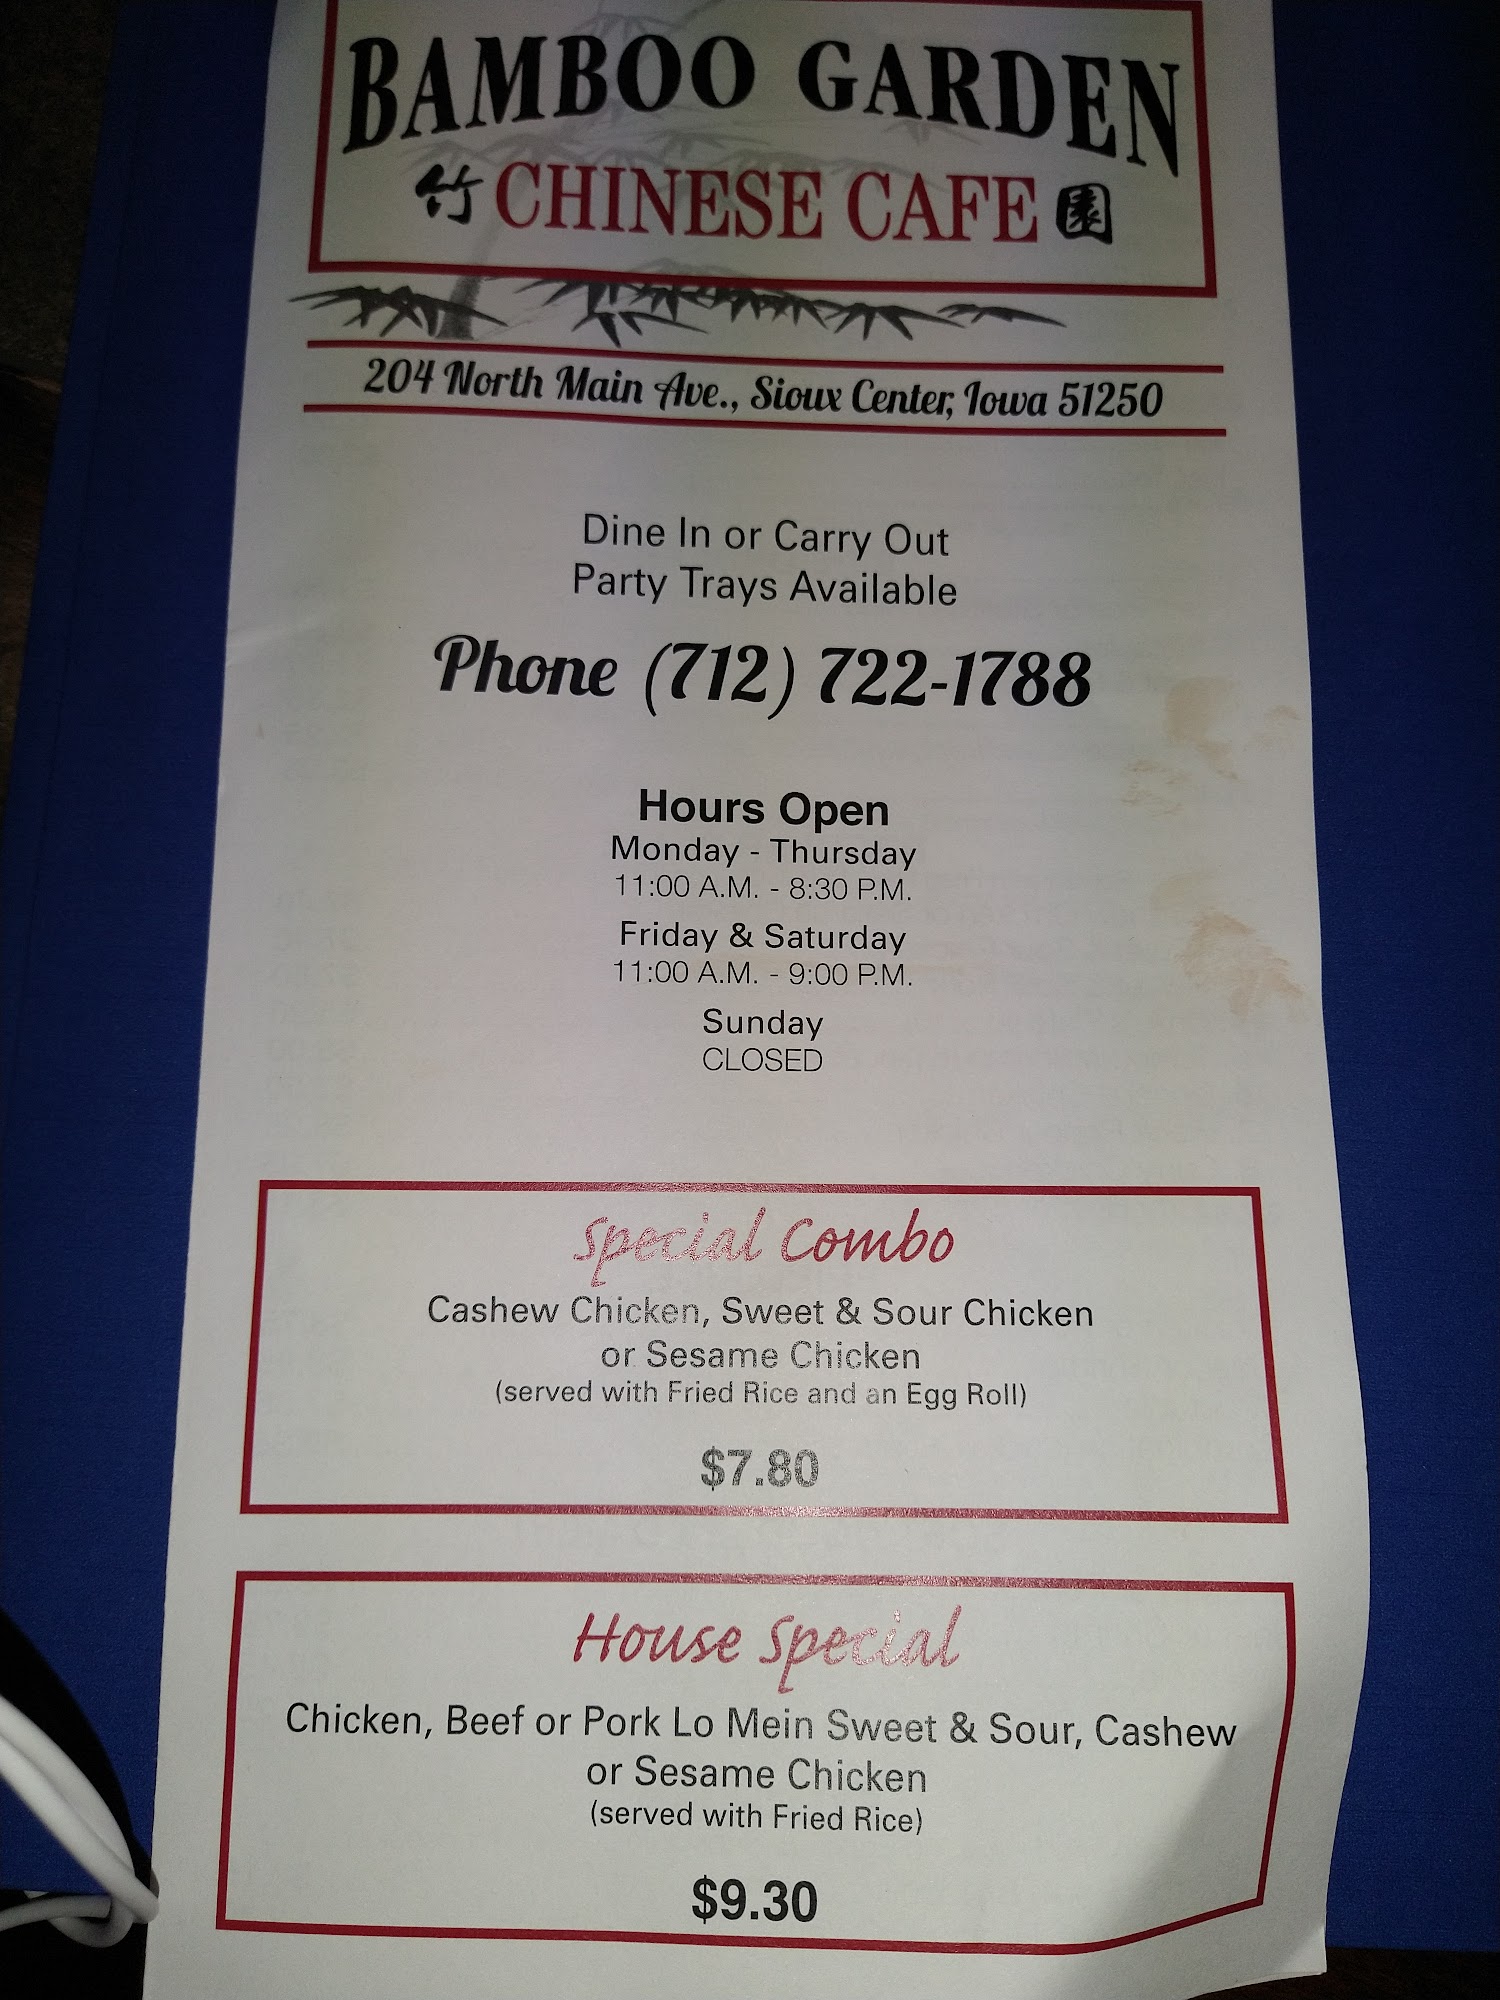 BAMBOO GARDEN
竹 CHINESE CAFE 園
204 North Main Ave., Sioux Center, Iowa 51250
Dine In or Carry Out
Party Trays Available
Phone (712) 722-1788
Hours Open
Monday - Thursday
11:00 A.M. - 8:30 P.M.
Friday & Saturday
11:00 A.M. - 9:00 P.M.
Sunday
CLOSED
Special Combo
Cashew Chicken, Sweet & Sour Chicken
or Sesame Chicken
(served with Fried Rice and an Egg Roll)
$7.80
House Special
Chicken, Beef or Pork Lo Mein Sweet & Sour, Cashew
or Sesame Chicken
(served with Fried Rice)
$9.30